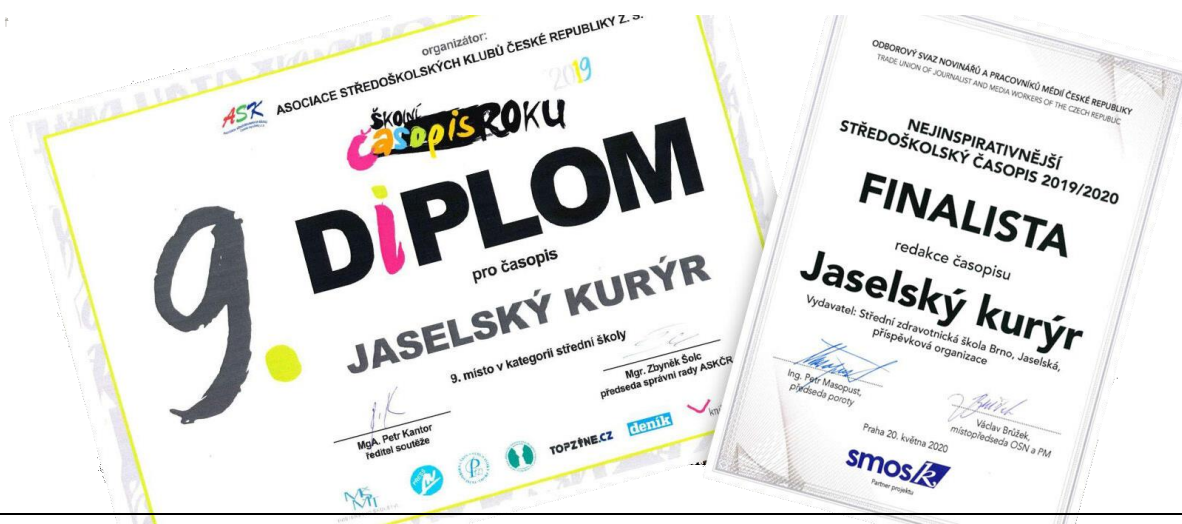 organizátor:
ASOCIACE STŘEDOŠKOLSKÝCH KLUBŮ ČESKÉ REPUBLIKY Z. S.
ASK
2019
ŠKOLNÍ
časopis ROKU
9.
DiPLOM
pro časopis
JASELSKÝ KURÝR
9. místo v kategorii střední školy
MgA. Petr Kantor
ředitel soutěže
Mgr. Zbyněk Šolc
předseda správní rady ASKČR
TOPZINE.CZ
deník
ODBOROVÝ SVAZ NOVINÁŘŮ A PRACOVNÍKŮ MÉDIÍ ČESKÉ REPUBLIKY
TRADE UNION OF JOURNALIST AND MEDIA WORKERS OF THE CZECH REPUBLIC
NEJINSPIRATIVNĚJŠÍ
STŘEDOŠKOLSKÝ ČASOPIS 2019/2020
FINALISTA
redakce časopisu
Jaselský kurýr
Vydavatel: Střední zdravotnická škola Brno, Jaselská,
příspěvková organizace
Ing. Petr Masopust,
předseda poroty
Václav Brůžek,
místopředseda OSN a PM
Praha 20. května 2020
smosk.
Partner projektu